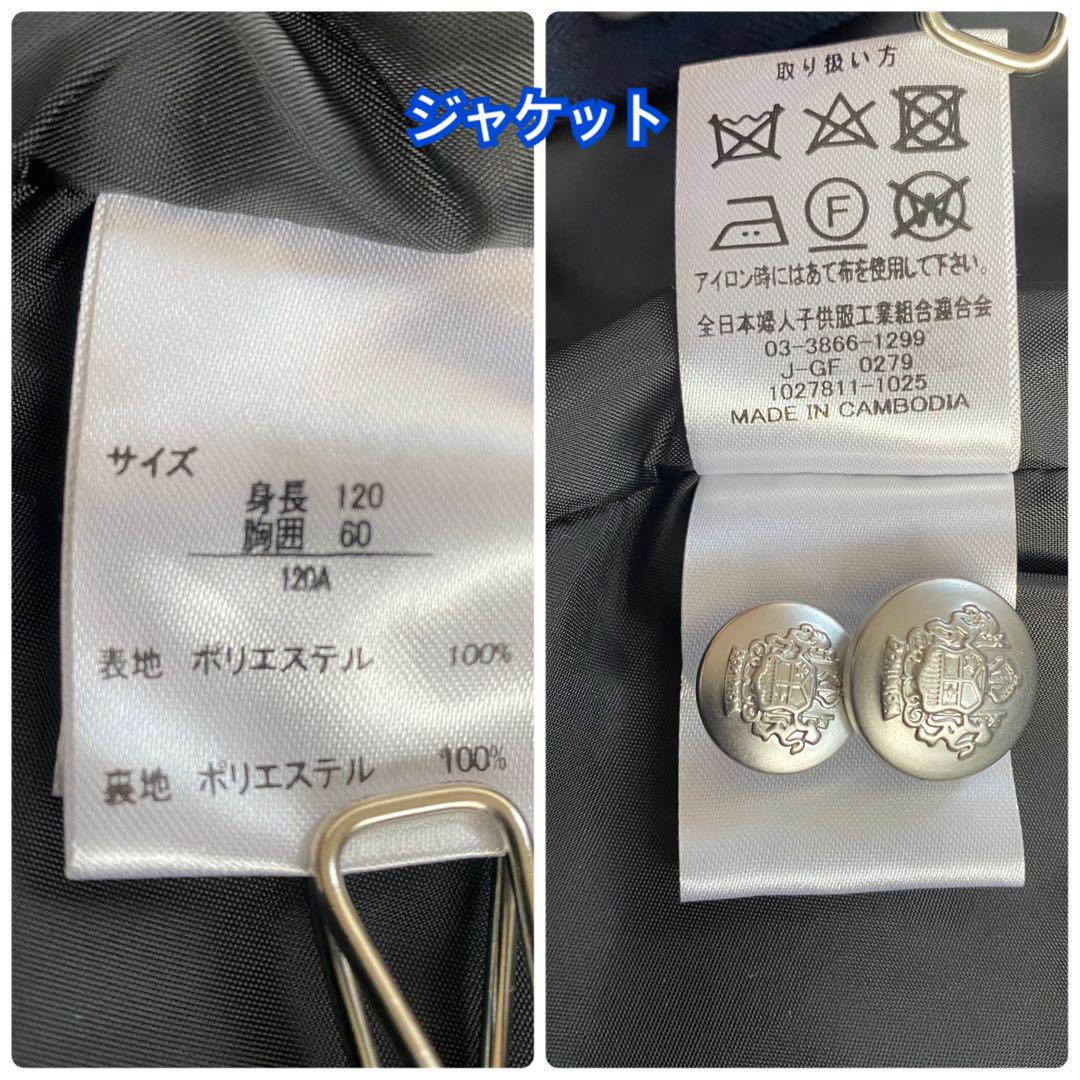 ジャケット
サイズ
身長 120
胸囲 60
120A
表地 ポリエステル 100%
裏地 ポリエステル 100%
取り扱い方
F
W
アイロン時にはあて布を使用して下さい。
全日本婦人子供服工業組合連合会
03-3866-1299
J-GF 0279
1027811-1025
MADE IN CAMBODIA